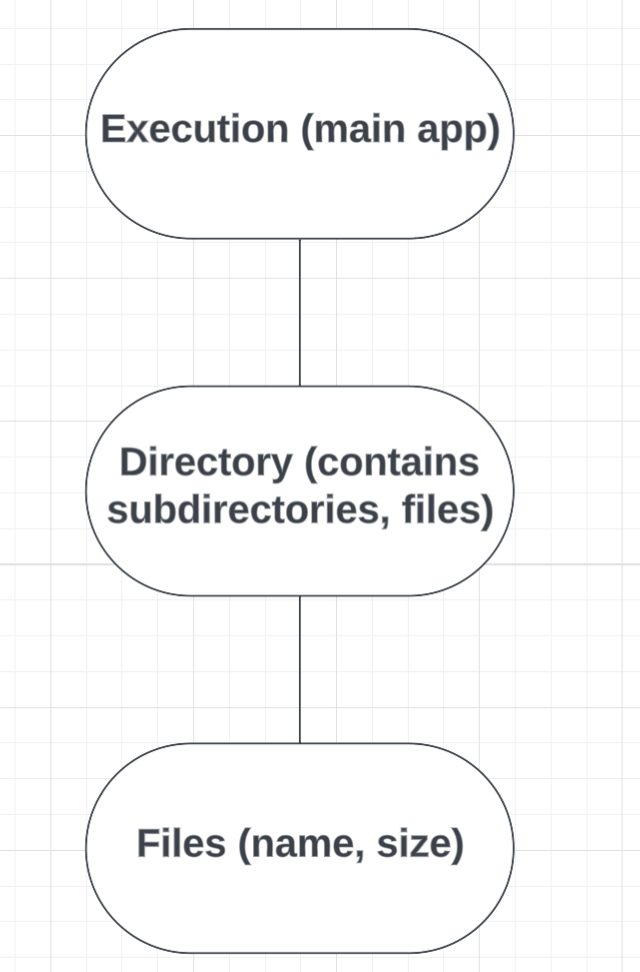 Execution (main app)
Directory (contains
subdirectories, files)
Files (name, size)